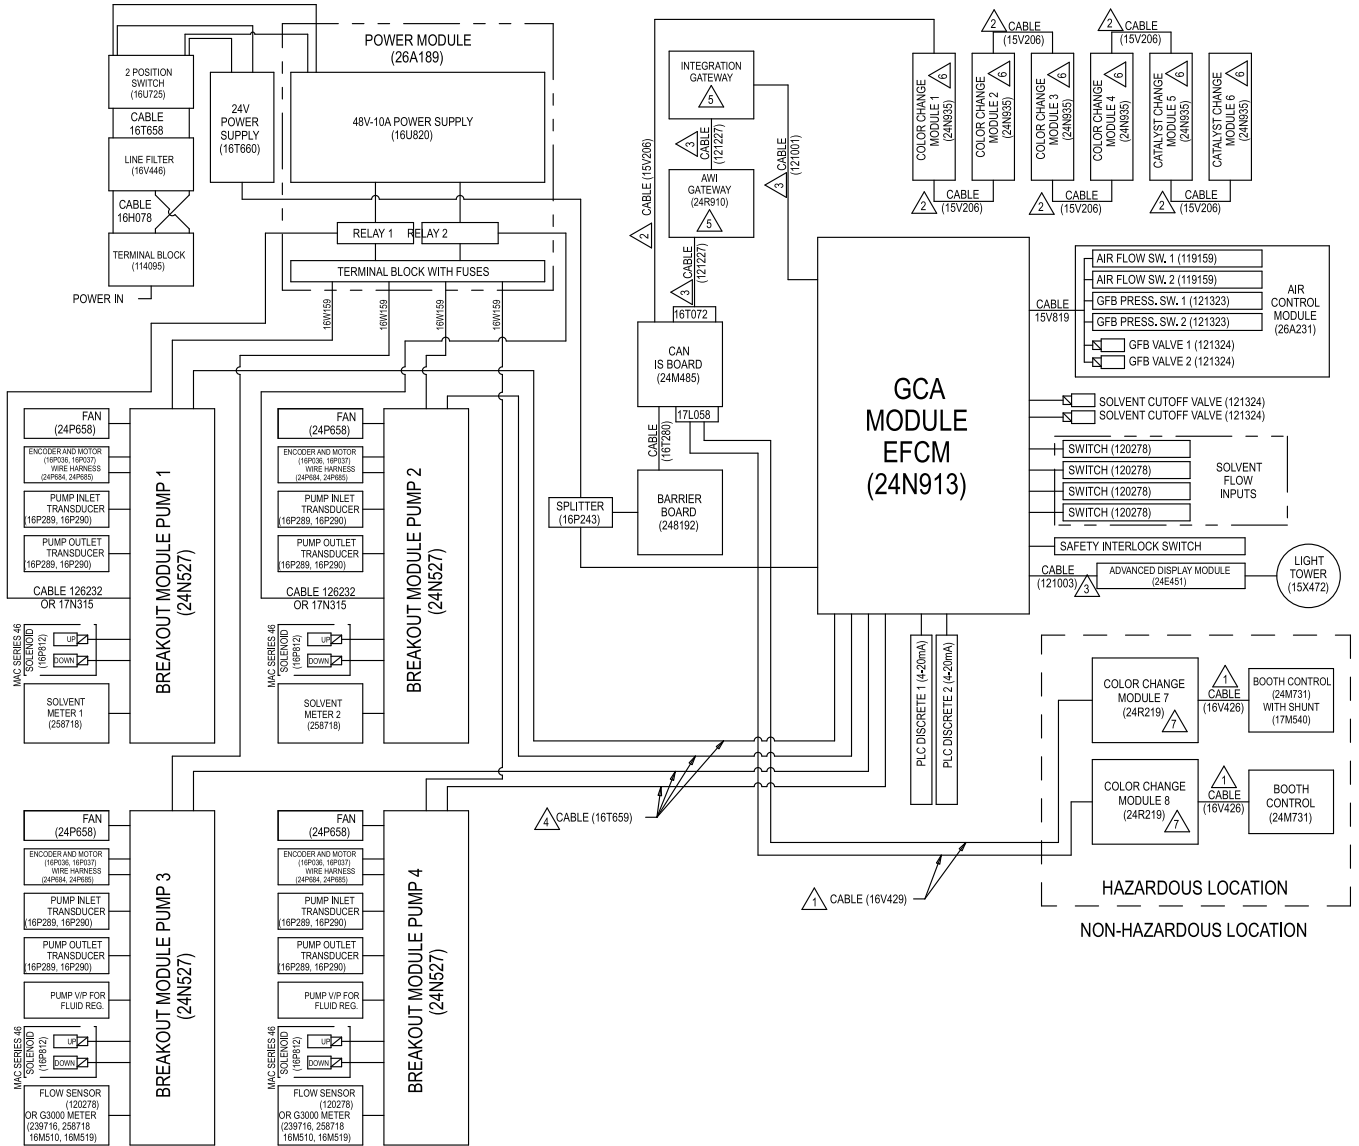 POWER MODULE
(26A189)
2 POSITION
SWITCH
(16U725)
CABLE
16T658
LINE FILTER
(16V446)
CABLE
16H078
TERMINAL BLOCK
(114095)
POWER IN
24V
POWER
SUPPLY
(16T660)
48V-10A POWER SUPPLY
(16U820)
RELAY 1
RELAY 2
TERMINAL BLOCK WITH FUSES
16W159
16W159
16W159
16W159
INTEGRATION
GATEWAY
5
3
CABLE
(121227)
AWI
GATEWAY
(24R910)
5
3
CABLE
(121227)
3
CABLE
(121001)
2
CABLE (15V206)
16T072
CAN
IS BOARD
(24M485)
17L058
CABLE
(16T280)
BARRIER
BOARD
(248192)
SPLITTER
(16P243)
2
CABLE
(15V206)
2
CABLE
(15V206)
COLOR CHANGE
MODULE 1
(24N935)
6
COLOR CHANGE
MODULE 2
(24N935)
6
COLOR CHANGE
MODULE 3
(24N935)
6
COLOR CHANGE
MODULE 4
(24N935)
6
CATALYST CHANGE
MODULE 5
(24N935)
6
CATALYST CHANGE
MODULE 6
(24N935)
6
2
CABLE
(15V206)
2
CABLE
(15V206)
2
CABLE
(15V206)
GCA
MODULE
EFCM
(24N913)
CABLE
15V819
AIR FLOW SW. 1 (119159)
AIR FLOW SW. 2 (119159)
GFB PRESS. SW. 1 (121323)
GFB PRESS. SW. 2 (121323)
GFB VALVE 1 (121324)
GFB VALVE 2 (121324)
AIR
CONTROL
MODULE
(26A231)
SOLVENT CUTOFF VALVE (121324)
SOLVENT CUTOFF VALVE (121324)
SWITCH (120278)
SWITCH (120278)
SWITCH (120278)
SWITCH (120278)
SOLVENT
FLOW
INPUTS
SAFETY INTERLOCK SWITCH
CABLE
(121003)
3
ADVANCED DISPLAY MODULE
(24E451)
LIGHT
TOWER
(15X472)
PLC DISCRETE 1 (4-20mA)
PLC DISCRETE 2 (4-20mA)
COLOR CHANGE
MODULE 7
(24R219)
7
1
CABLE
(16V426)
BOOTH CONTROL
(24M731)
WITH SHUNT
(17M540)
COLOR CHANGE
MODULE 8
(24R219)
7
1
CABLE
(16V426)
BOOTH
CONTROL
(24M731)
HAZARDOUS LOCATION
NON-HAZARDOUS LOCATION
4
CABLE (16T659)
1
CABLE (16V429)
FAN
(24P658)
ENCODER AND MOTOR
(16P036, 16P037)
WIRE HARNESS
(24P684, 24P685)
PUMP INLET
TRANSDUCER
(16P289, 16P290)
PUMP OUTLET
TRANSDUCER
(16P289, 16P290)
CABLE 126232
OR 17N315
MAC SERIES 46
SOLENOID
(16P812)
UP
DOWN
SOLVENT
METER 1
(258718)
BREAKOUT MODULE PUMP 1
(24N527)
FAN
(24P658)
ENCODER AND MOTOR
(16P036, 16P037)
WIRE HARNESS
(24P684, 24P685)
PUMP INLET
TRANSDUCER
(16P289, 16P290)
PUMP OUTLET
TRANSDUCER
(16P289, 16P290)
CABLE 126232
OR 17N315
MAC SERIES 46
SOLENOID
(16P812)
UP
DOWN
SOLVENT
METER 2
(258718)
BREAKOUT MODULE PUMP 2
(24N527)
FAN
(24P658)
ENCODER AND MOTOR
(16P036, 16P037)
WIRE HARNESS
(24P684, 24P685)
PUMP INLET
TRANSDUCER
(16P289, 16P290)
PUMP OUTLET
TRANSDUCER
(16P289, 16P290)
PUMP V/P FOR
FLUID REG.
MAC SERIES 46
SOLENOID
(16P812)
UP
DOWN
FLOW SENSOR
(120278)
OR G3000 METER
(239716, 258718
16M510, 16M519)
BREAKOUT MODULE PUMP 3
(24N527)
FAN
(24P658)
ENCODER AND MOTOR
(16P036, 16P037)
WIRE HARNESS
(24P684, 24P685)
PUMP INLET
TRANSDUCER
(16P289, 16P290)
PUMP OUTLET
TRANSDUCER
(16P289, 16P290)
PUMP V/P FOR
FLUID REG.
MAC SERIES 46
SOLENOID
(16P812)
UP
DOWN
FLOW SENSOR
(120278)
OR G3000 METER
(239716, 258718
16M510, 16M519)
BREAKOUT MODULE PUMP 4
(24N527)